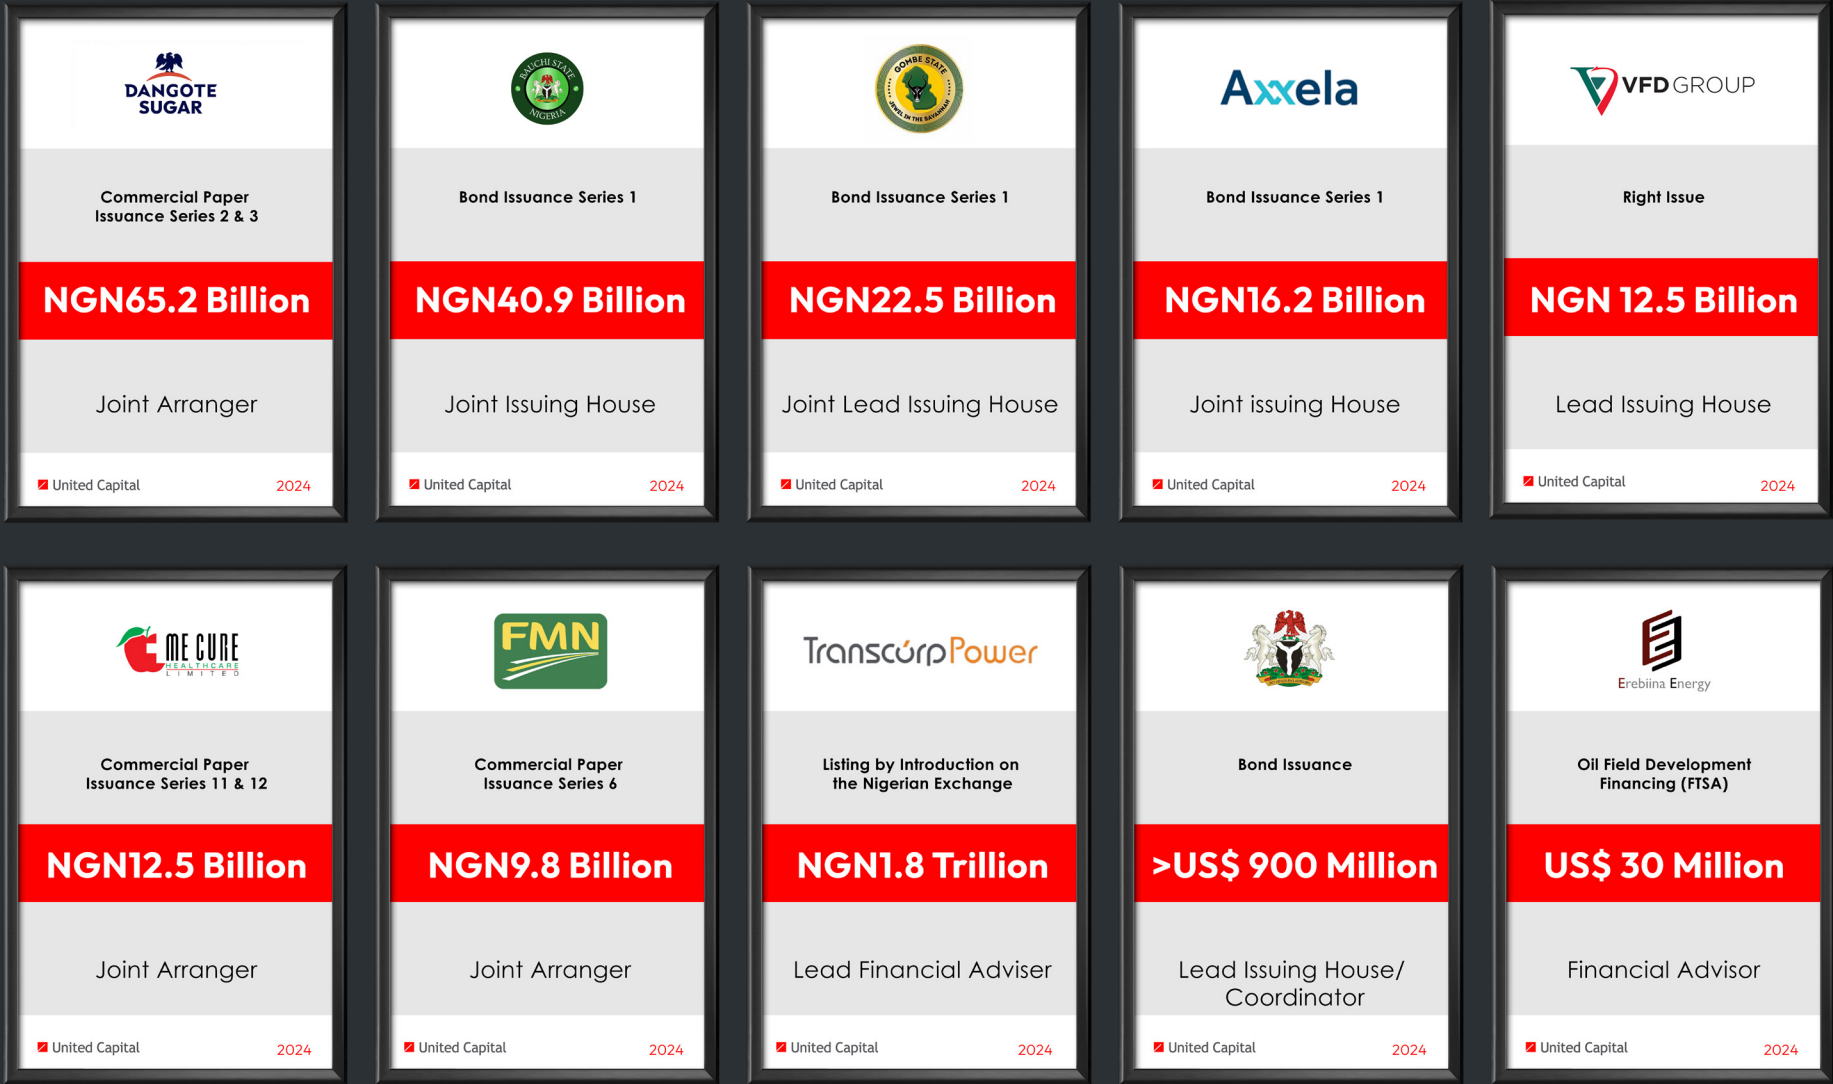 DANGOTE
SUGAR
Commercial Paper
Issuance Series 2 & 3
NGN65.2 Billion
Joint Arranger
United Capital
2024
BAUCHI STATE
NIGERIA
Bond Issuance Series 1
NGN40.9 Billion
Joint Issuing House
United Capital
2024
GOMBE STATE
JEWEL IN THE SAVANNAH
Bond Issuance Series 1
NGN22.5 Billion
Joint Lead Issuing House
United Capital
2024
Axxela
Bond Issuance Series 1
NGN16.2 Billion
Joint issuing House
United Capital
2024
VFD GROUP
Right Issue
NGN 12.5 Billion
Lead Issuing House
United Capital
2024
ME CURE
HEALTHCARE
LIMITED
Commercial Paper
Issuance Series 11 & 12
NGN12.5 Billion
Joint Arranger
United Capital
2024
FMN
Commercial Paper
Issuance Series 6
NGN9.8 Billion
Joint Arranger
United Capital
2024
Transcorp Power
Listing by Introduction on
the Nigerian Exchange
NGN1.8 Trillion
Lead Financial Adviser
United Capital
2024
Bond Issuance
>US$ 900 Million
Lead Issuing House/
Coordinator
United Capital
2024
Erebiina Energy
Oil Field Development
Financing (FTSA)
US$ 30 Million
Financial Advisor
United Capital
2024